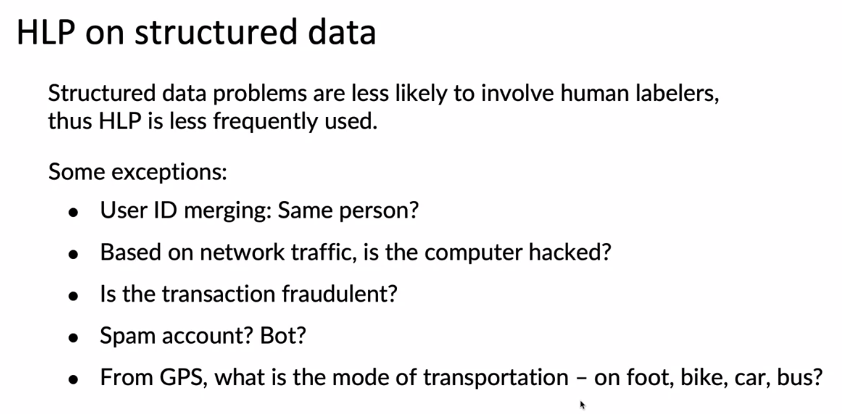 HLP on structured data
Structured data problems are less likely to involve human labelers,
thus HLP is less frequently used.
Some exceptions:
• User ID merging: Same person?
• Based on network traffic, is the computer hacked?
• Is the transaction fraudulent?
• Spam account? Bot?
• From GPS, what is the mode of transportation – on foot, bike, car, bus?